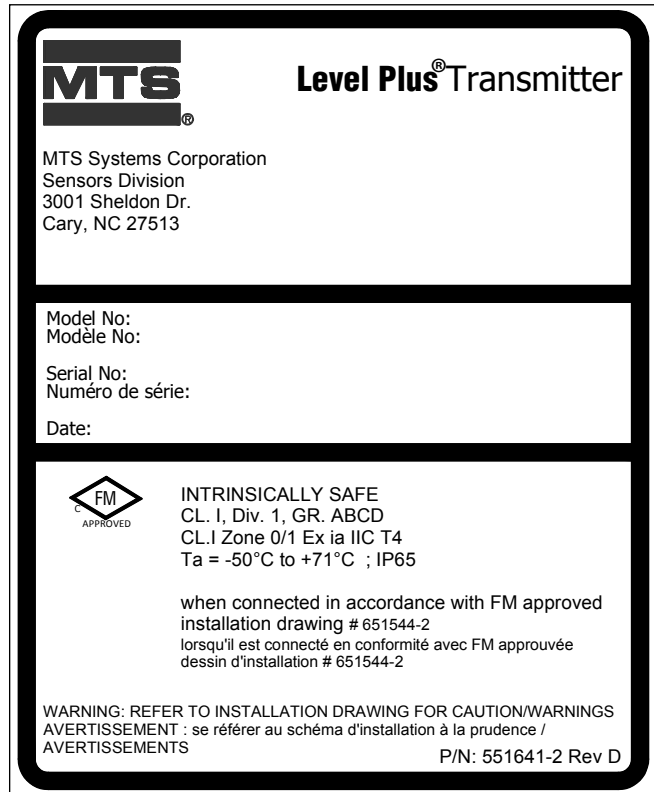 MTS
®
Level Plus® Transmitter
MTS Systems Corporation
Sensors Division
3001 Sheldon Dr.
Cary, NC 27513
Model No:
Modèle No:
Serial No:
Numéro de série:
Date:
C FM
APPROVED
INTRINSICALLY SAFE
CL. I, Div. 1, GR. ABCD
CL.I Zone 0/1 Ex ia IIC T4
Ta = -50°C to +71°C ; IP65
when connected in accordance with FM approved
installation drawing # 651544-2
lorsqu'il est connecté en conformité avec FM approuvée
dessin d'installation # 651544-2
WARNING: REFER TO INSTALLATION DRAWING FOR CAUTION/WARNINGS
AVERTISSEMENT : se référer au schéma d'installation à la prudence /
AVERTISSEMENTS
P/N: 551641-2 Rev D